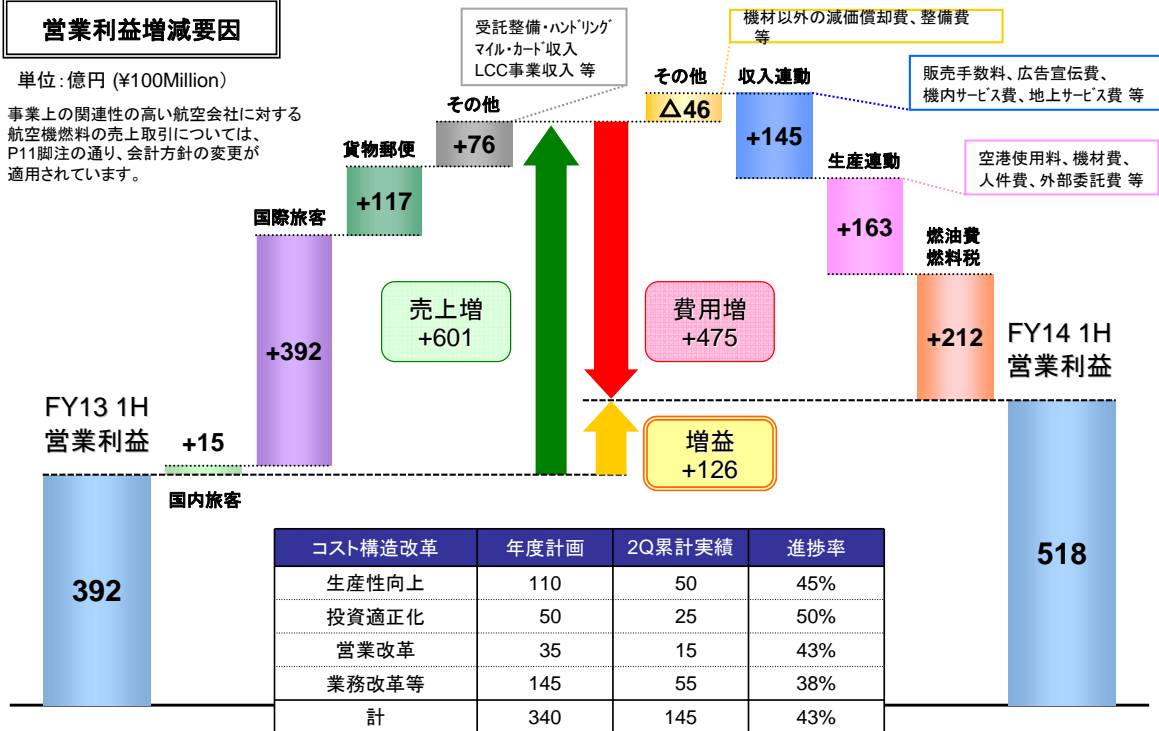 営業利益増減要因
単位：億円 (¥100Million)
事業上の関連性の高い航空会社に対する
航空機燃料の売上取引については、
P11脚注の通り、会計方針の変更が
適用されています。
受託整備・ﾊﾝﾄﾞﾘﾝｸﾞ
ﾏｲﾙ・ｶｰﾄﾞ収入
LCC事業収入 等
機材以外の減価償却費、整備費
等
販売手数料、広告宣伝費、
機内ｻｰﾋﾞｽ費、地上ｻｰﾋﾞｽ費 等
空港使用料、機材費、
人件費、外部委託費 等
FY13 1H
営業利益
392
+15
国内旅客
国際旅客
+392
貨物郵便
+117
その他
+76
売上増
+601
費用増
+475
増益
+126
その他
△46
収入連動
+145
生産連動
+163
燃油費
燃料税
+212
FY14 1H
営業利益
518
コスト構造改革 年度計画 2Q累計実績 進捗率
生産性向上 110 50 45%
投資適正化 50 25 50%
営業改革 35 15 43%
業務改革等 145 55 38%
計 340 145 43%